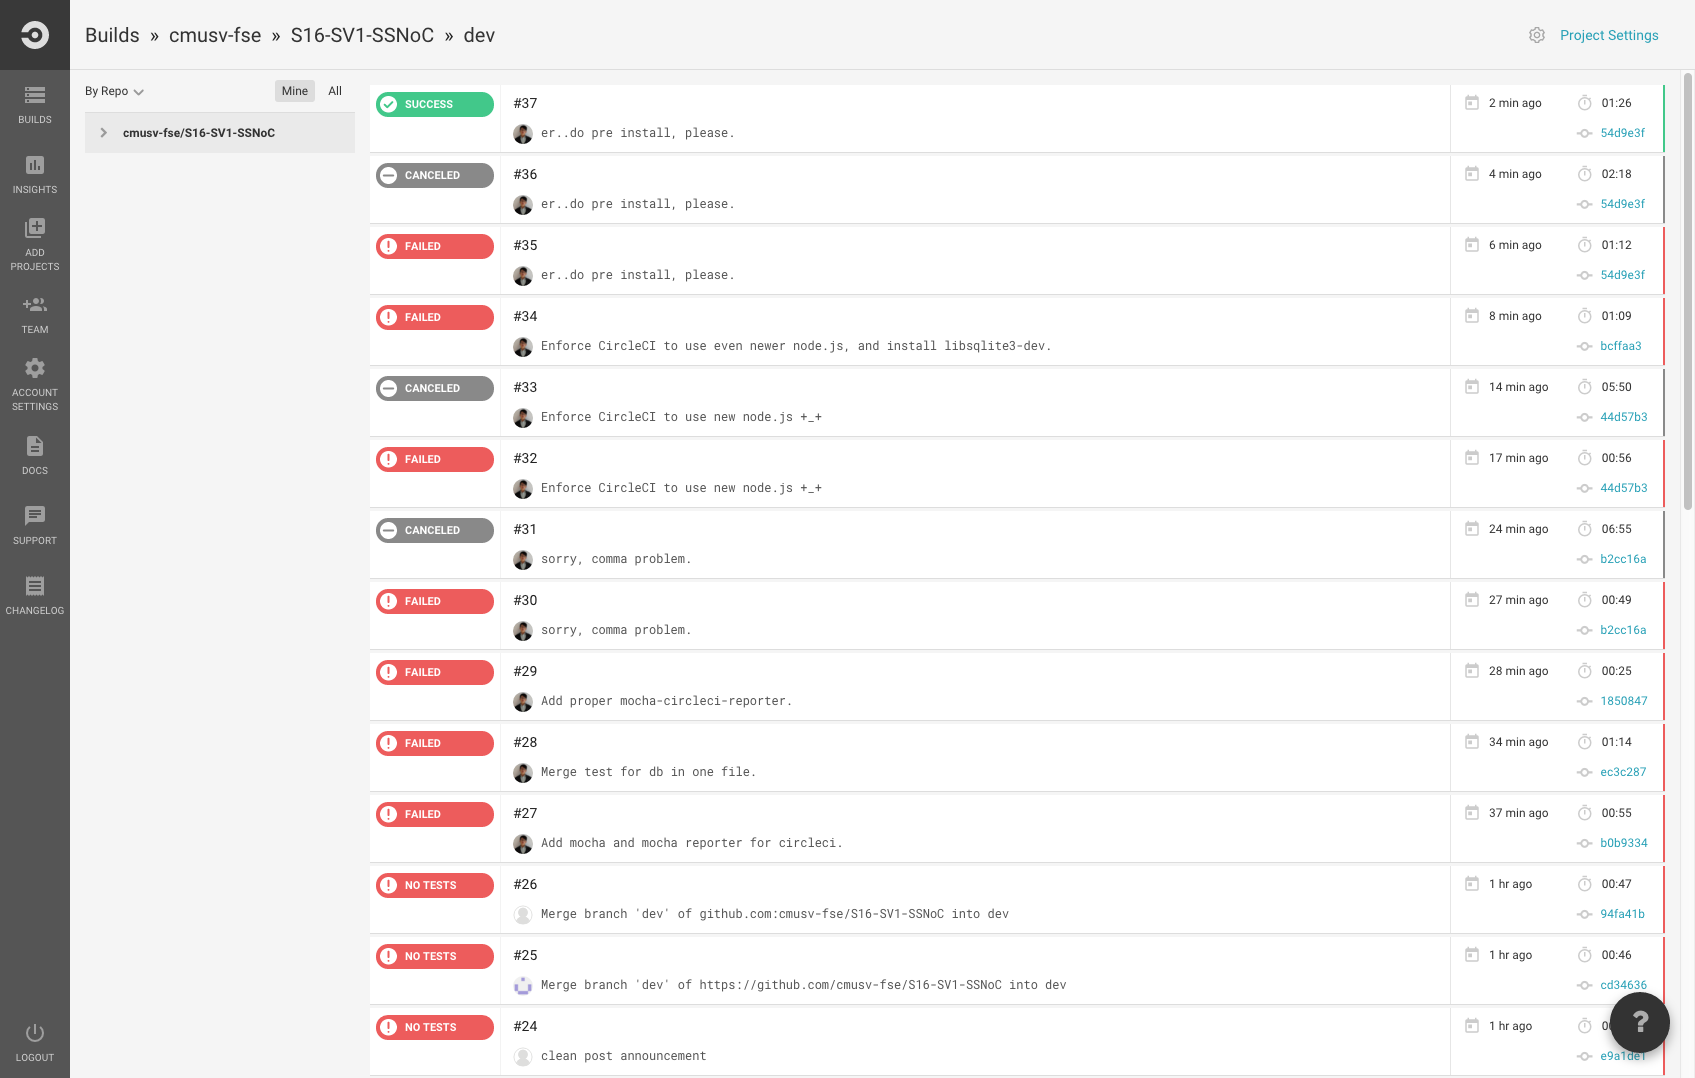 Builds » cmusv-fse » S16-SV1-SSNoC » dev
Project Settings
BUILDS
INSIGHTS
ADD
PROJECTS
TEAM
ACCOUNT
SETTINGS
DOCS
SUPPORT
CHANGELOG
LOGOUT
By Repo
Mine All
cmusv-fse/S16-SV1-SSNoC
SUCCESS #37 2 min ago 01:26
er..do pre install, please. 54d9e3f
CANCELED #36 4 min ago 02:18
er..do pre install, please. 54d9e3f
FAILED #35 6 min ago 01:12
er..do pre install, please. 54d9e3f
FAILED #34 8 min ago 01:09
Enforce CircleCI to use even newer node.js, and install libsqlite3-dev. bcffaa3
CANCELED #33 14 min ago 05:50
Enforce CircleCI to use new node.js +_+ 44d57b3
FAILED #32 17 min ago 00:56
Enforce CircleCI to use new node.js +_+ 44d57b3
CANCELED #31 24 min ago 06:55
sorry, comma problem. b2cc16a
FAILED #30 27 min ago 00:49
sorry, comma problem. b2cc16a
FAILED #29 28 min ago 00:25
Add proper mocha-circleci-reporter. 1850847
FAILED #28 34 min ago 01:14
Merge test for db in one file. ec3c287
FAILED #27 37 min ago 00:55
Add mocha and mocha reporter for circleci. b0b9334
NO TESTS #26 1 hr ago 00:47
Merge branch 'dev' of github.com:cmusv-fse/S16-SV1-SSNoC into dev 94fa41b
NO TESTS #25 1 hr ago 00:46
Merge branch 'dev' of https://github.com/cmusv-fse/S16-SV1-SSNoC into dev cd34636
NO TESTS #24 1 hr ago
clean post announcement e9a1de1
?